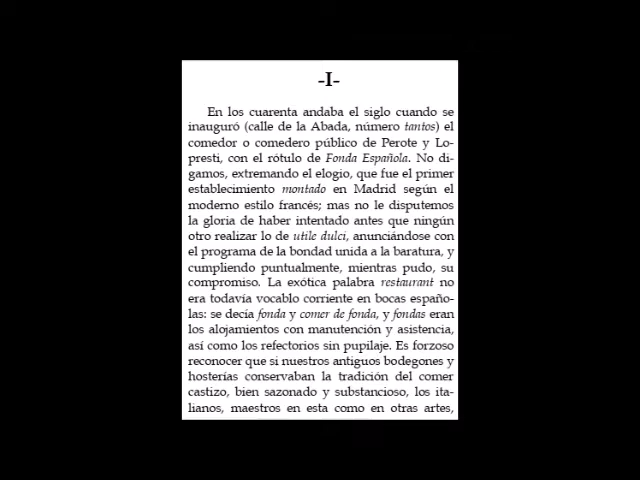 -I-
En los cuarenta andaba el siglo cuando se
inauguró (calle de la Abada, número tantos) el
comedor o comedero público de Perote y Lo-
presti, con el rótulo de Fonda Española. No di-
gamos, extremando el elogio, que fue el primer
establecimiento montado en Madrid según el
moderno estilo francés; mas no le disputemos
la gloria de haber intentado antes que ningún
otro realizar lo de utile dulci, anunciándose con
el programa de la bondad unida a la baratura, y
cumpliendo puntualmente, mientras pudo, su
compromiso. La exótica palabra restaurant no
era todavía vocablo corriente en bocas españo-
las: se decía fonda y comer de fonda, y fondas eran
los alojamientos con manutención y asistencia,
así como los refectorios sin pupilaje. Es forzoso
reconocer que si nuestros antiguos bodegones y
hosterías conservaban la tradición del comer
castizo, bien sazonado y substancioso, los ita-
lianos, maestros en esta como en otras artes,